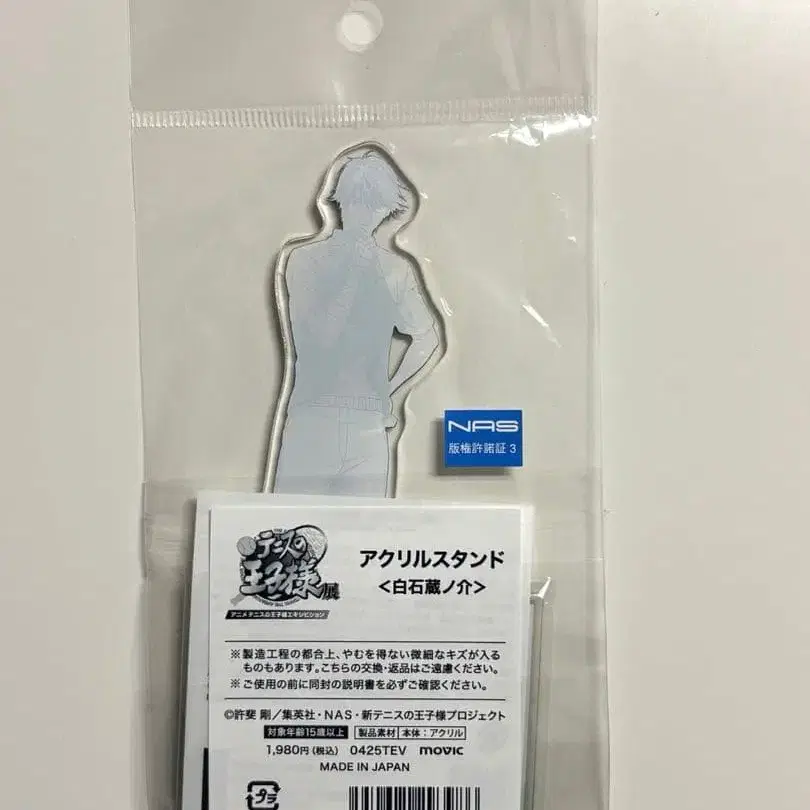 NAS
版権許諾証 3
テニスの
王子様
展
アニメテニスの王子様エキシビション
アクリルスタンド
<白石蔵ノ介>
※製造工程の都合上、やむを得ない微細なキズが入る
ものもあります。こちらの交換・返品はご遠慮ください。
※ご使用の前に同封の説明書を必ずご確認ください。
©許斐 剛/集英社・NAS・新テニスの王子様プロジェクト
対象年齢15歳以上 製品素材 本体:アクリル
1,980円(税込) 0425TEV movic
MADE IN JAPAN
プラ